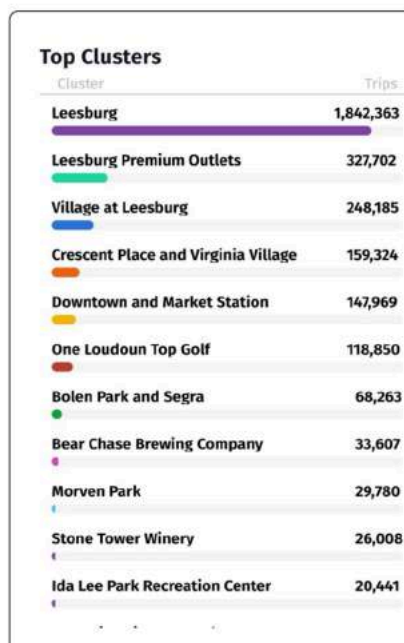 Top Clusters
Cluster Trips
Leesburg 1,842,363
Leesburg Premium Outlets 327,702
Village at Leesburg 248,185
Crescent Place and Virginia Village 159,324
Downtown and Market Station 147,969
One Loudoun Top Golf 118,850
Bolen Park and Segra 68,263
Bear Chase Brewing Company 33,607
Morven Park 29,780
Stone Tower Winery 26,008
Ida Lee Park Recreation Center 20,441